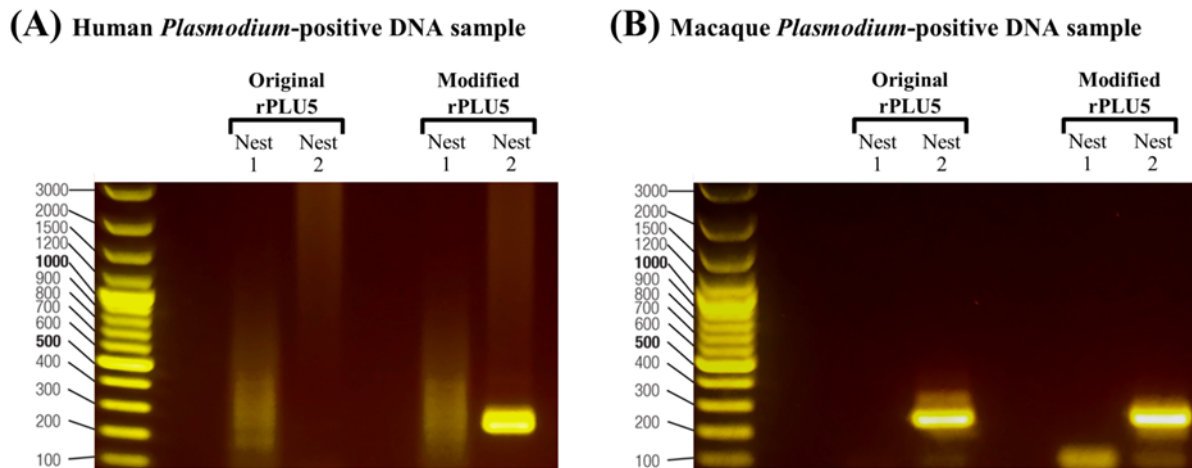 (A) Human Plasmodium-positive DNA sample
Original
rPLU5
Modified
rPLU5
Nest
1
Nest
2
Nest
1
Nest
2
3000
2000
1500
1200
1000
900
800
700
600
500
400
300
200
100
(B) Macaque Plasmodium-positive DNA sample
Original
rPLU5
Modified
rPLU5
Nest
1
Nest
2
Nest
1
Nest
2
3000
2000
1500
1200
1000
900
800
700
600
500
400
300
200
100